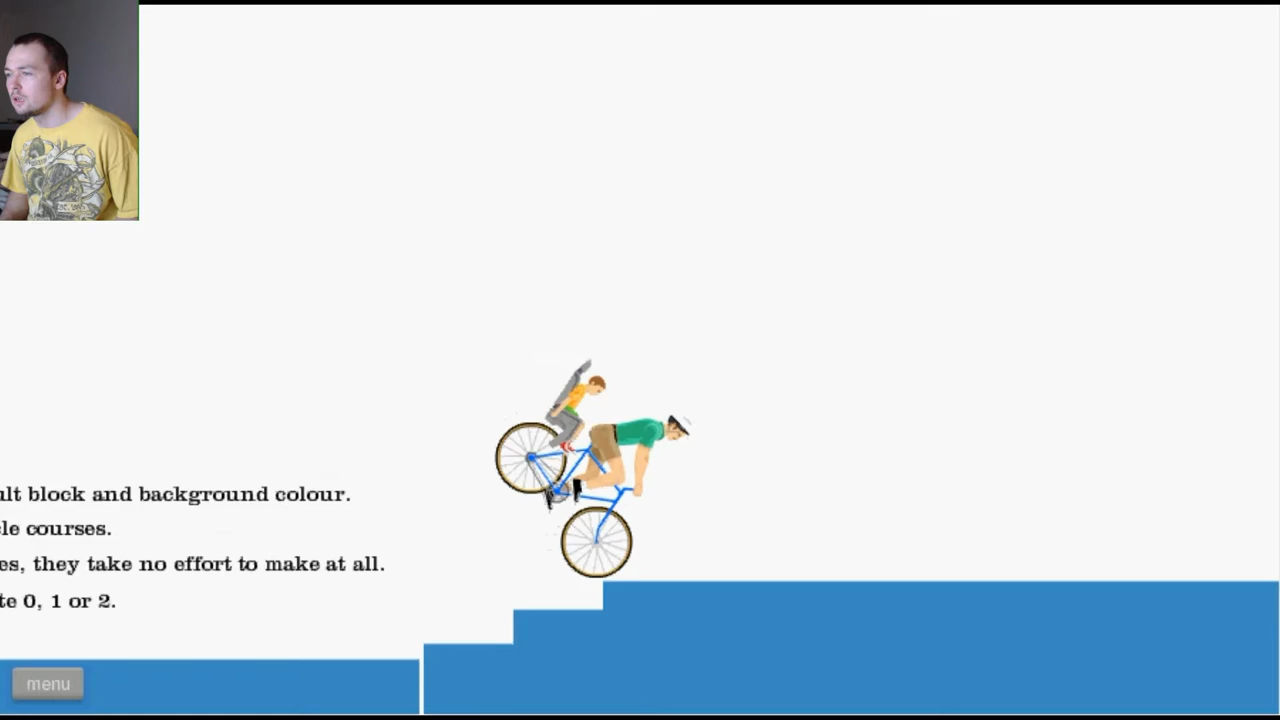 ult block and background colour.
cle courses.
es, they take no effort to make at all.
te 0, 1 or 2.
menu